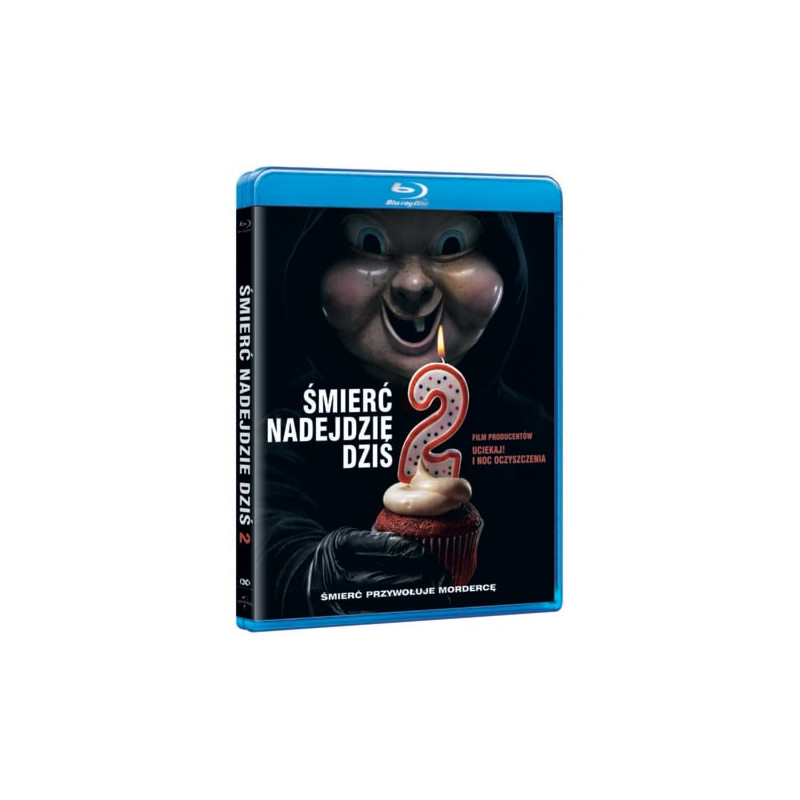 Blu-ray Disc
ŚMIERĆ NADEJDZIE DZIŚ 2
ŚMIERĆ
NADEJDZIE
DZIŚ
2
FILM PRODUCENTÓW
UCIEKAJ!
I NOC OCZYSZCZENIA
ŚMIERĆ PRZYWOŁUJE MORDERCĘ